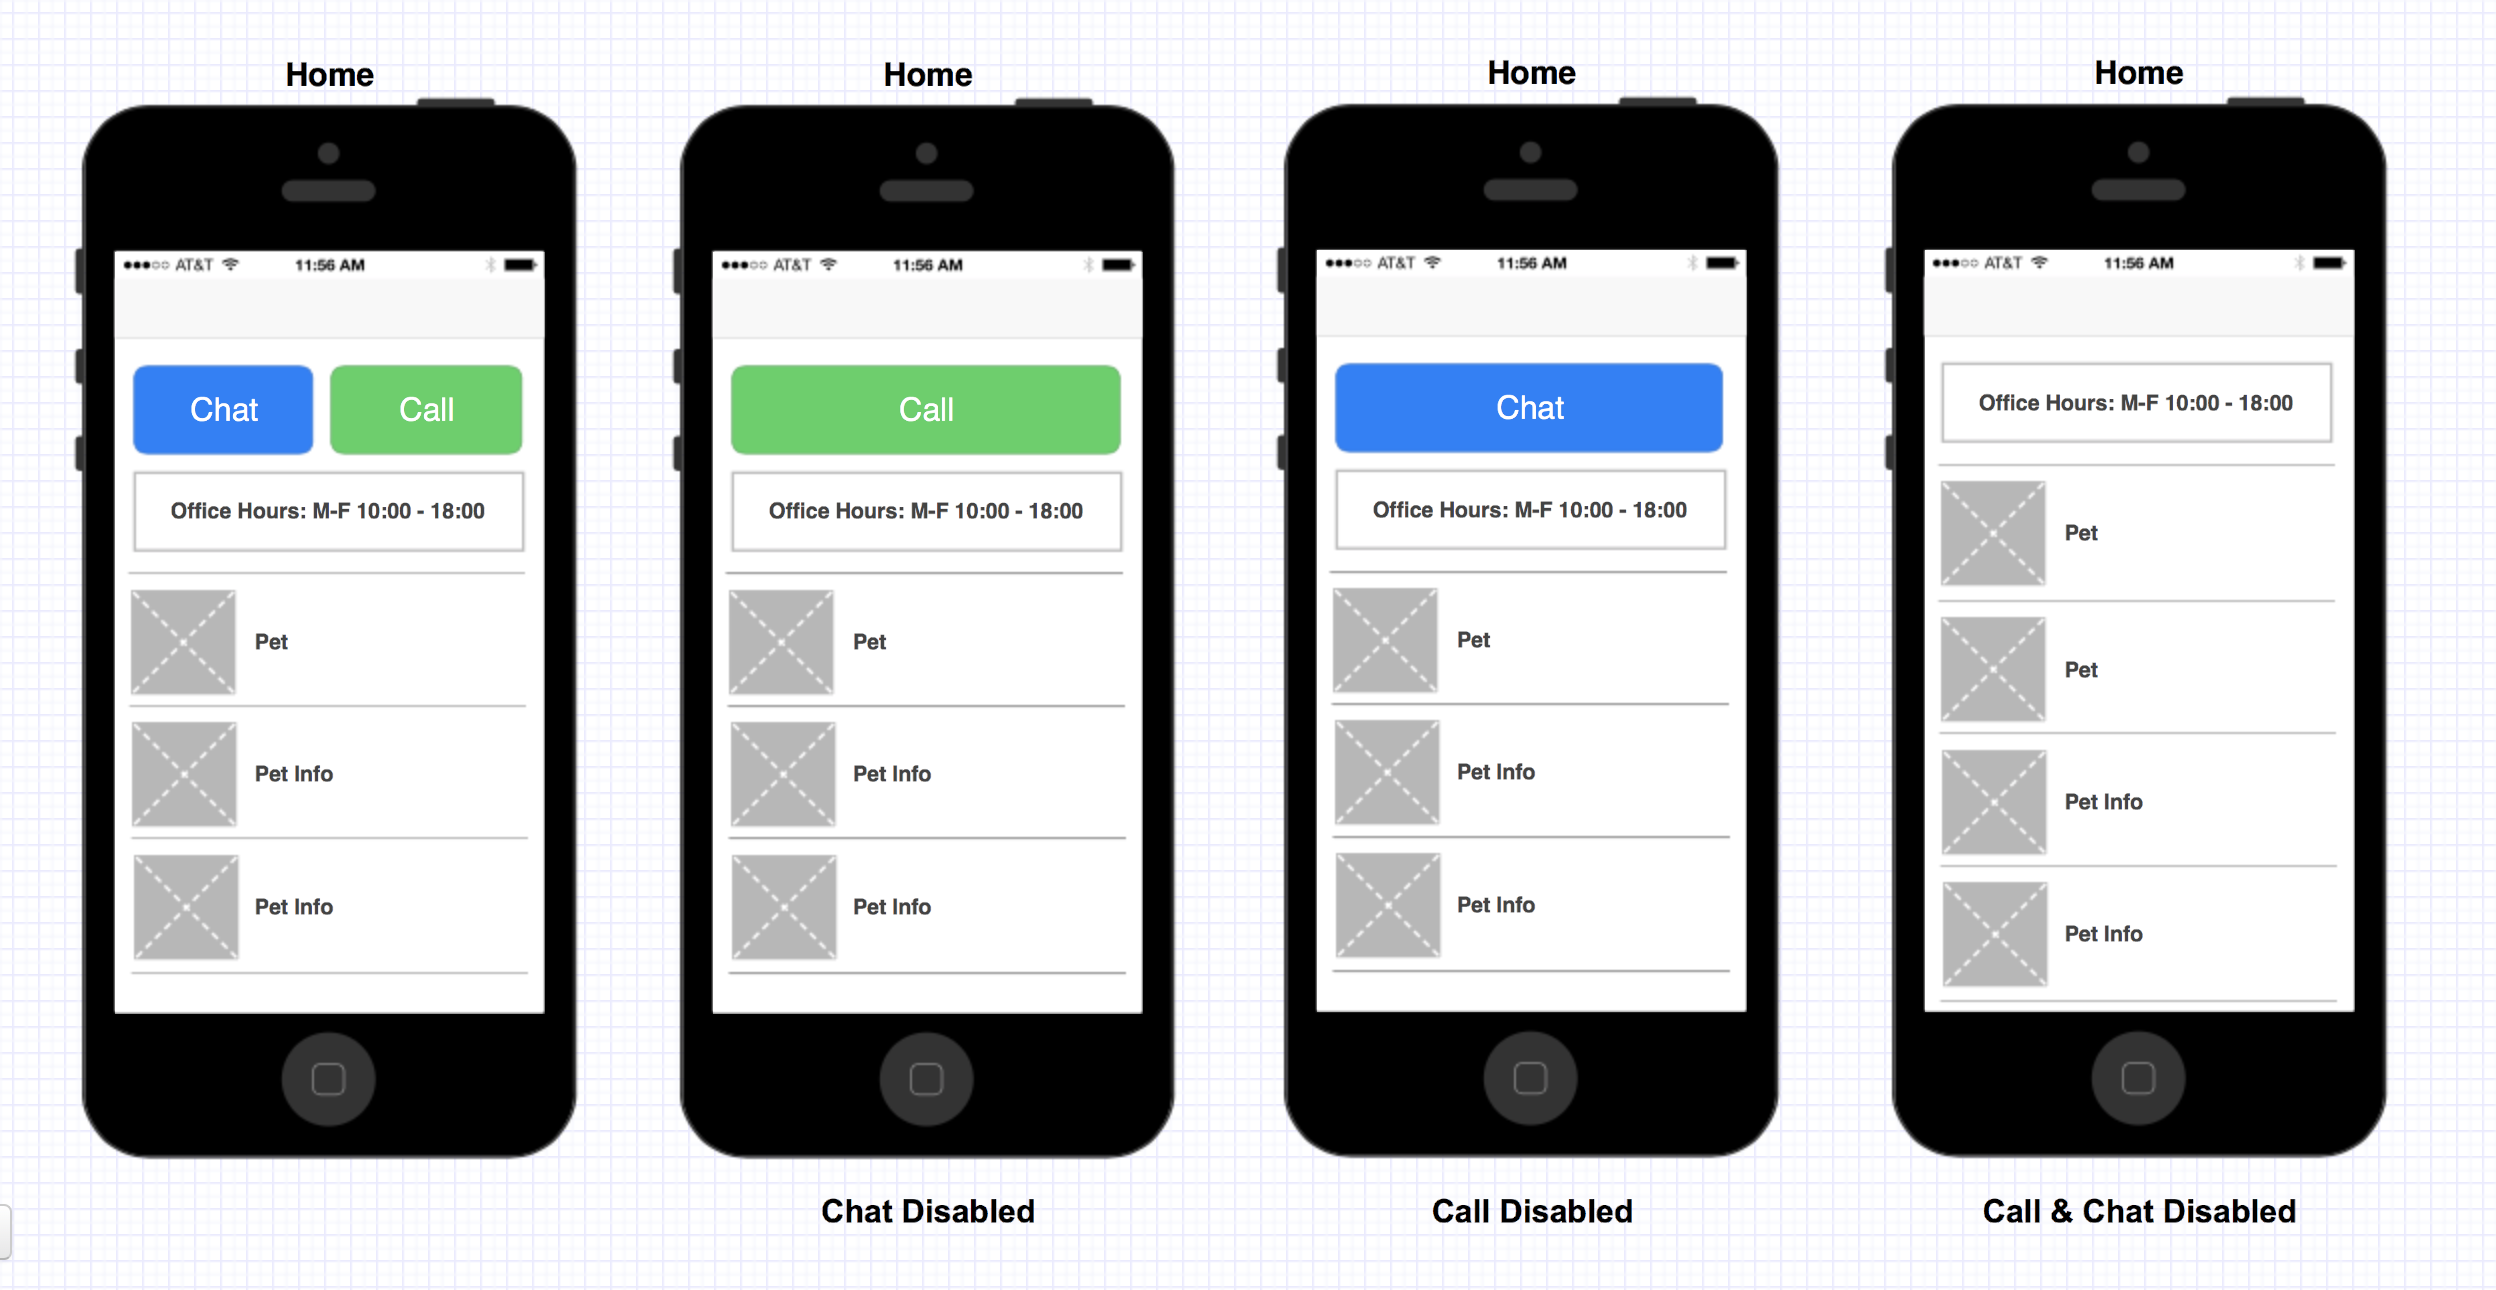 Home
AT&T 11:56 AM
Chat Call
Office Hours: M-F 10:00 - 18:00
Pet
Pet Info
Pet Info
Home
AT&T 11:56 AM
Call
Office Hours: M-F 10:00 - 18:00
Pet
Pet Info
Pet Info
Chat Disabled
Home
AT&T 11:56 AM
Chat
Office Hours: M-F 10:00 - 18:00
Pet
Pet Info
Pet Info
Call Disabled
Home
AT&T 11:56 AM
Office Hours: M-F 10:00 - 18:00
Pet
Pet
Pet Info
Pet Info
Call & Chat Disabled